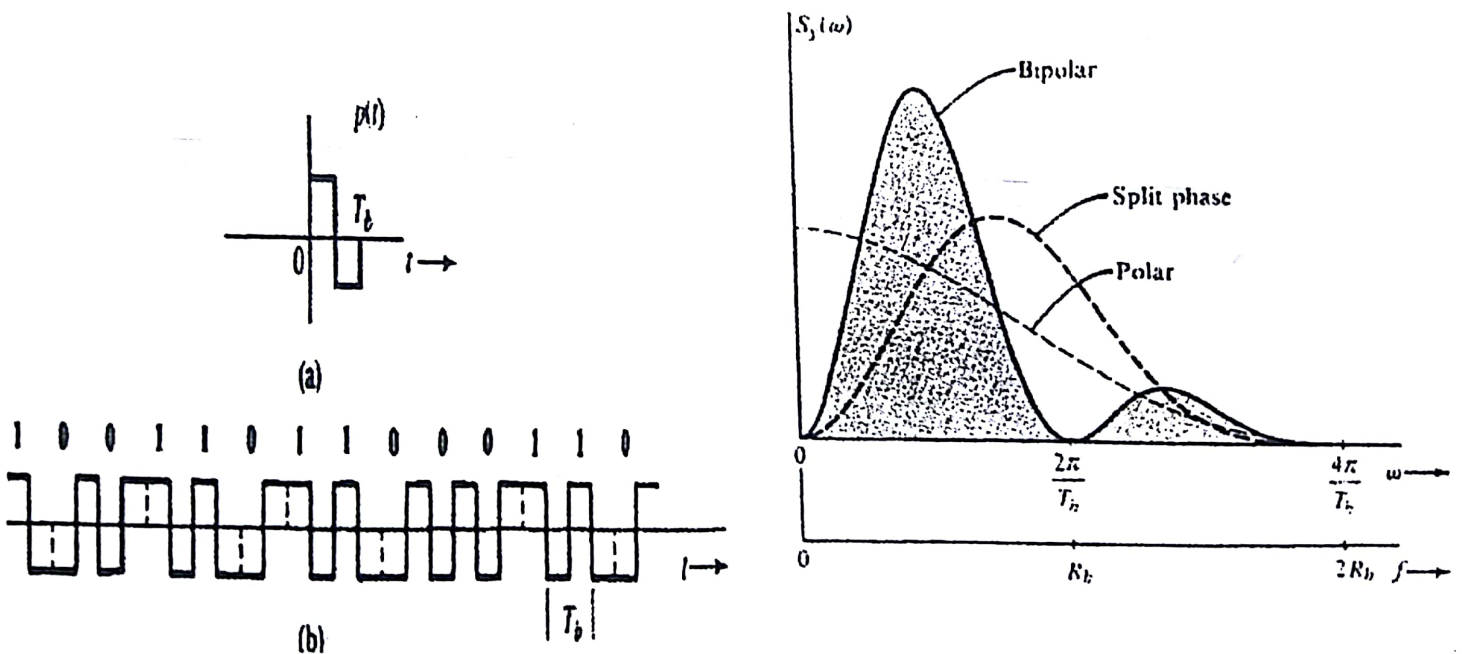 p(t)
T_b
0
t
(a)
1 0 0 1 1 0 1 1 0 0 0 1 1 0
t
T_b
(b)
S_y(ω)
Bipolar
Split phase
Polar
0
2π/T_b
4π/T_b
ω
0
R_b
2R_b
f